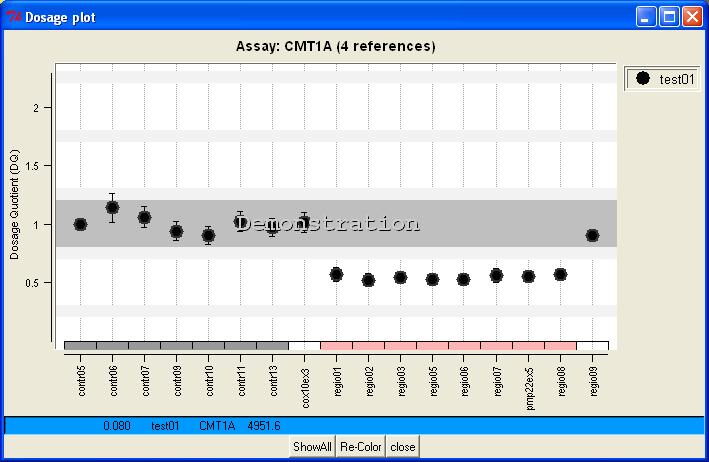 Dosage plot
Assay: CMT1A (4 references)
test01
Dosage Quotient (DQ)
2
1.5
1
0.5
Demonstration
contr05
contr06
contr07
contr09
contr10
contr11
contr13
cox10ex3
regio01
regio02
regio03
regio05
regio06
regio07
pmp22ex5
regio08
regio09
0.080 test01 CMT1A 4951.6
ShowAll Re-Color close